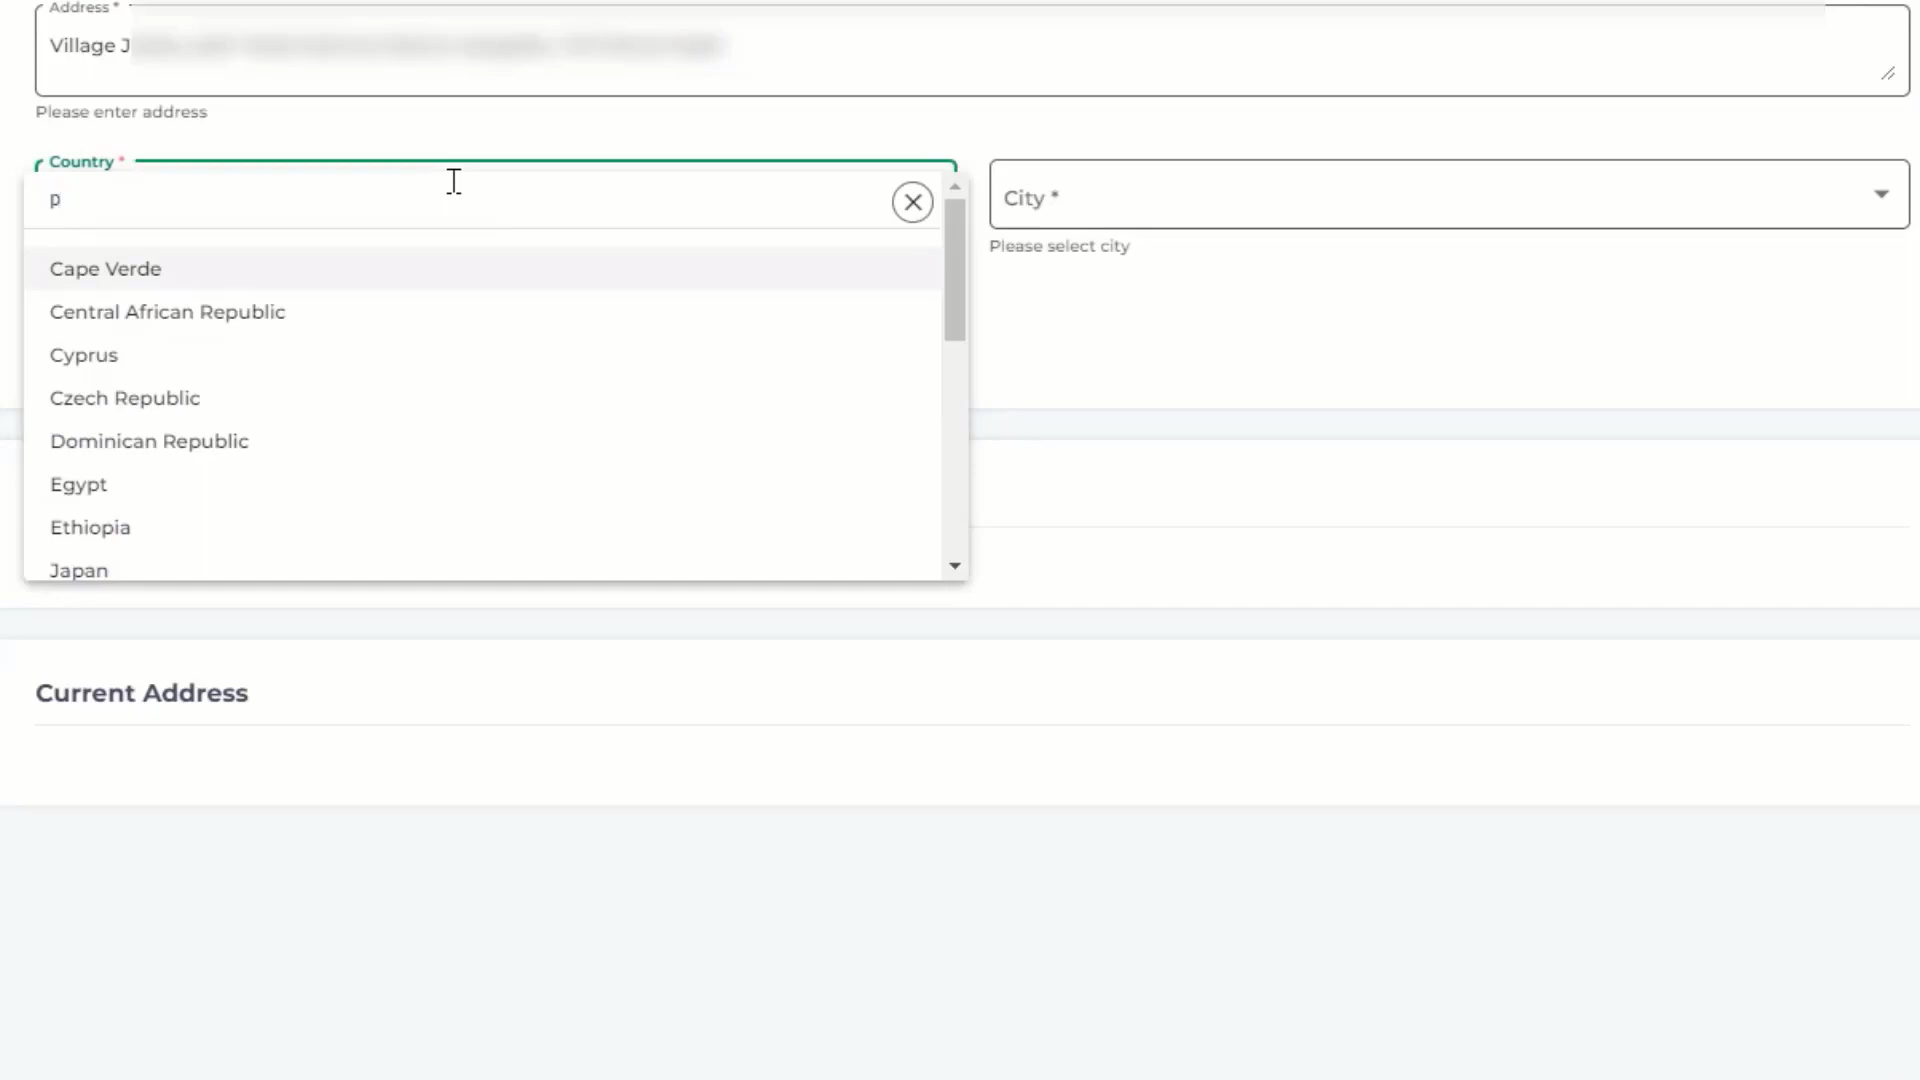 Address *
Village J
Please enter address
Country *
p
City *
Please select city
Cape Verde
Central African Republic
Cyprus
Czech Republic
Dominican Republic
Egypt
Ethiopia
Japan
Current Address